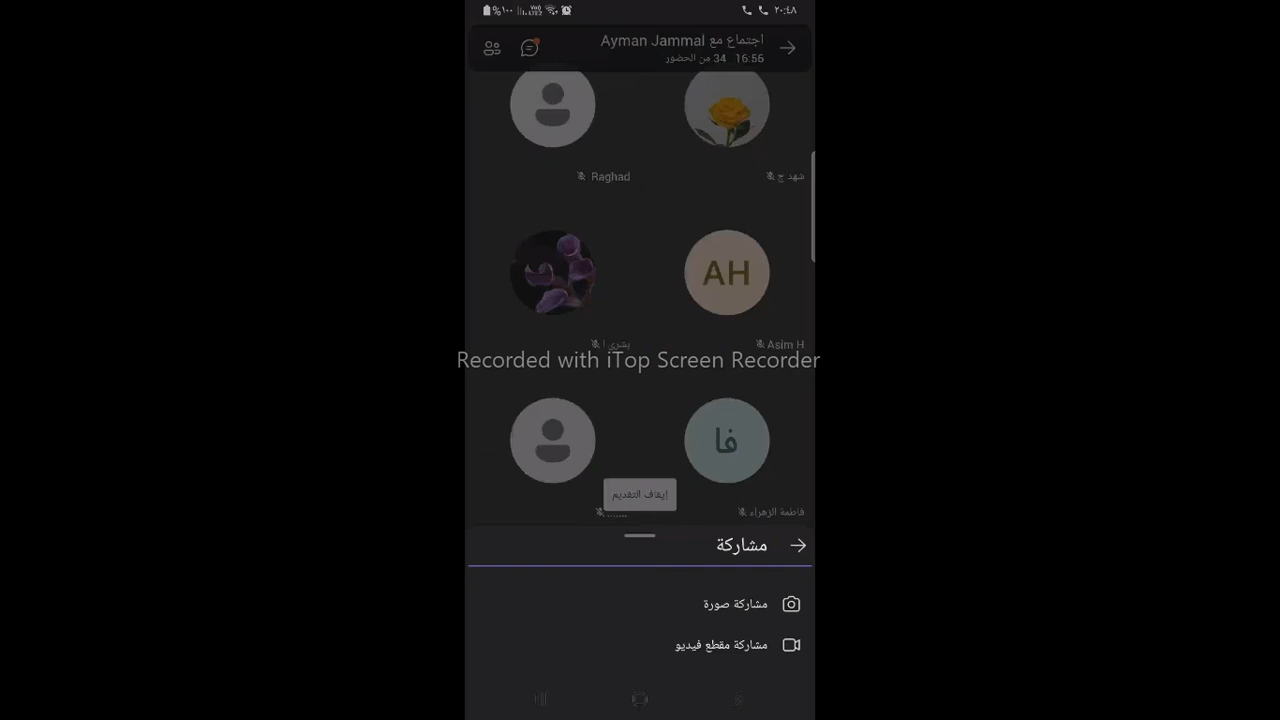 ٢٠:٤٨
%١٠٠
اجتماع مع Ayman Jammal
16:56 34 من الحضور
شهد ج
Raghad
AH
Asim H
بشرى ا
Recorded with iTop Screen Recorder
فا
إيقاف التقديم
فاطمة الزهراء
.......
مشاركة
مشاركة صورة
مشاركة مقطع فيديو